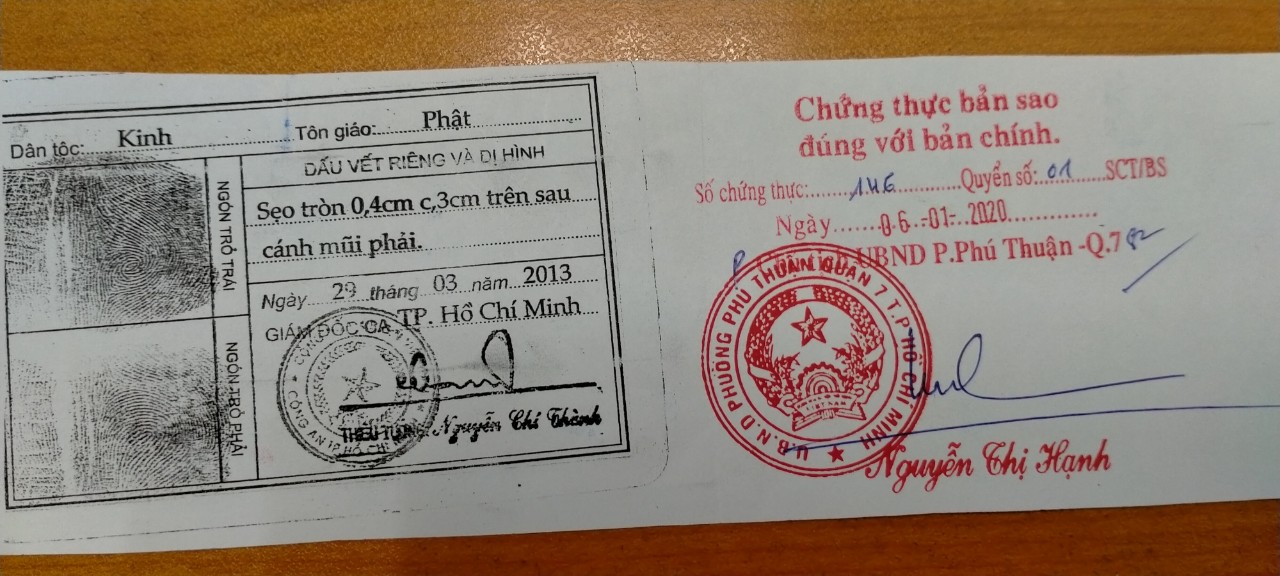 Dân tộc: Kinh Tôn giáo: Phật
DẤU VẾT RIÊNG VÀ DỊ HÌNH
NGÓN TRỎ TRÁI
NGÓN TRỎ PHẢI
Sẹo tròn 0,4cm c,3cm trên sau
cánh mũi phải.
Ngày 29 tháng 03 năm 2013
GIÁM ĐỐC CA TP. Hồ Chí Minh
CÔNG AN TP. HỒ CHÍ
THIẾU TƯỚNG Nguyễn Chí Thành
Chứng thực bản sao
đúng với bản chính.
Số chứng thực: 146 Quyển số: 01 SCT/BS
Ngày 06 -01- 2020
UBND P.Phú Thuận -Q.7
U.B.N.D PHƯỜNG PHÚ THUẬN QUẬN 7 T.P HỒ CHÍ MINH
VIỆT NAM
Nguyễn Thị Hạnh